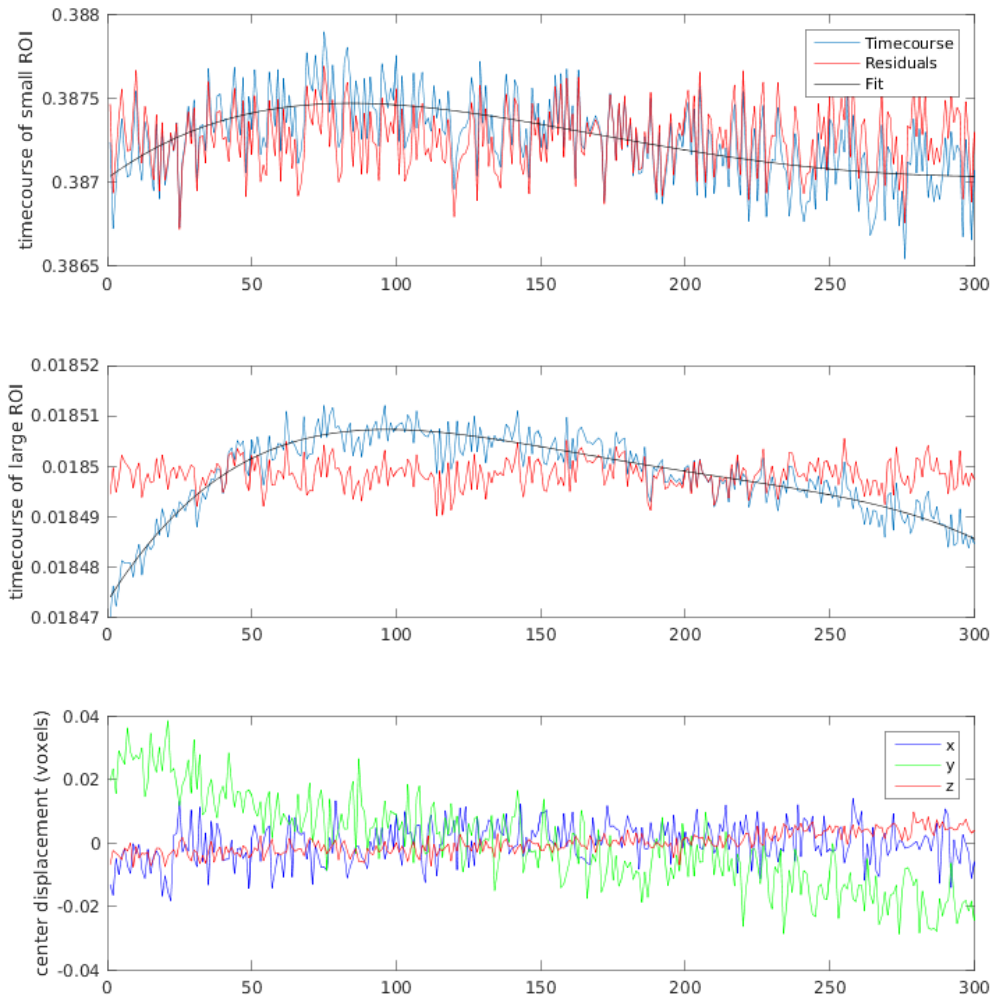 timecourse of small ROI
0.388
0.3875
0.387
0.3865
0 50 100 150 200 250 300
Timecourse
Residuals
Fit
timecourse of large ROI
0.01852
0.01851
0.0185
0.01849
0.01848
0.01847
0 50 100 150 200 250 300
center displacement (voxels)
0.04
0.02
0
-0.02
-0.04
0 50 100 150 200 250 300
x
y
z